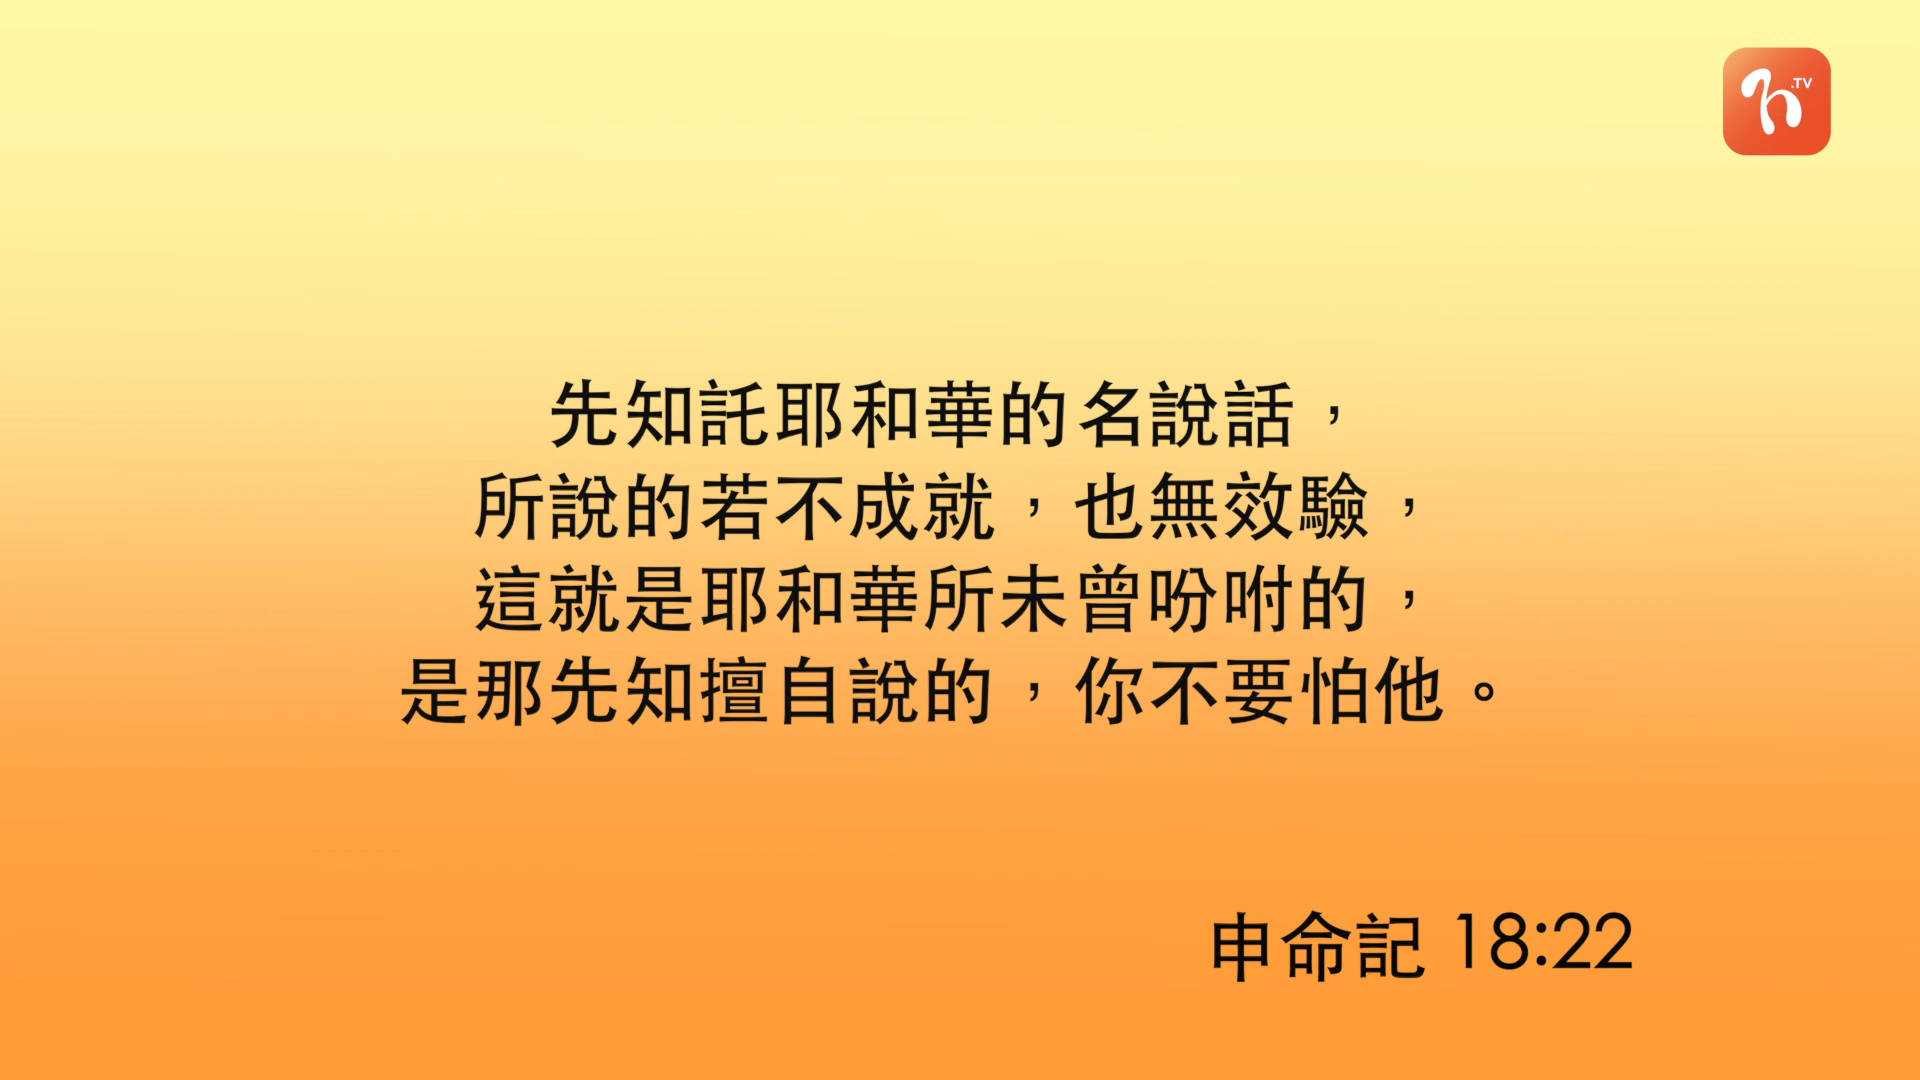 h.TV
先知託耶和華的名說話，
所說的若不成就，也無效驗，
這就是耶和華所未曾吩咐的，
是那先知擅自說的，你不要怕他。
申命記 18:22